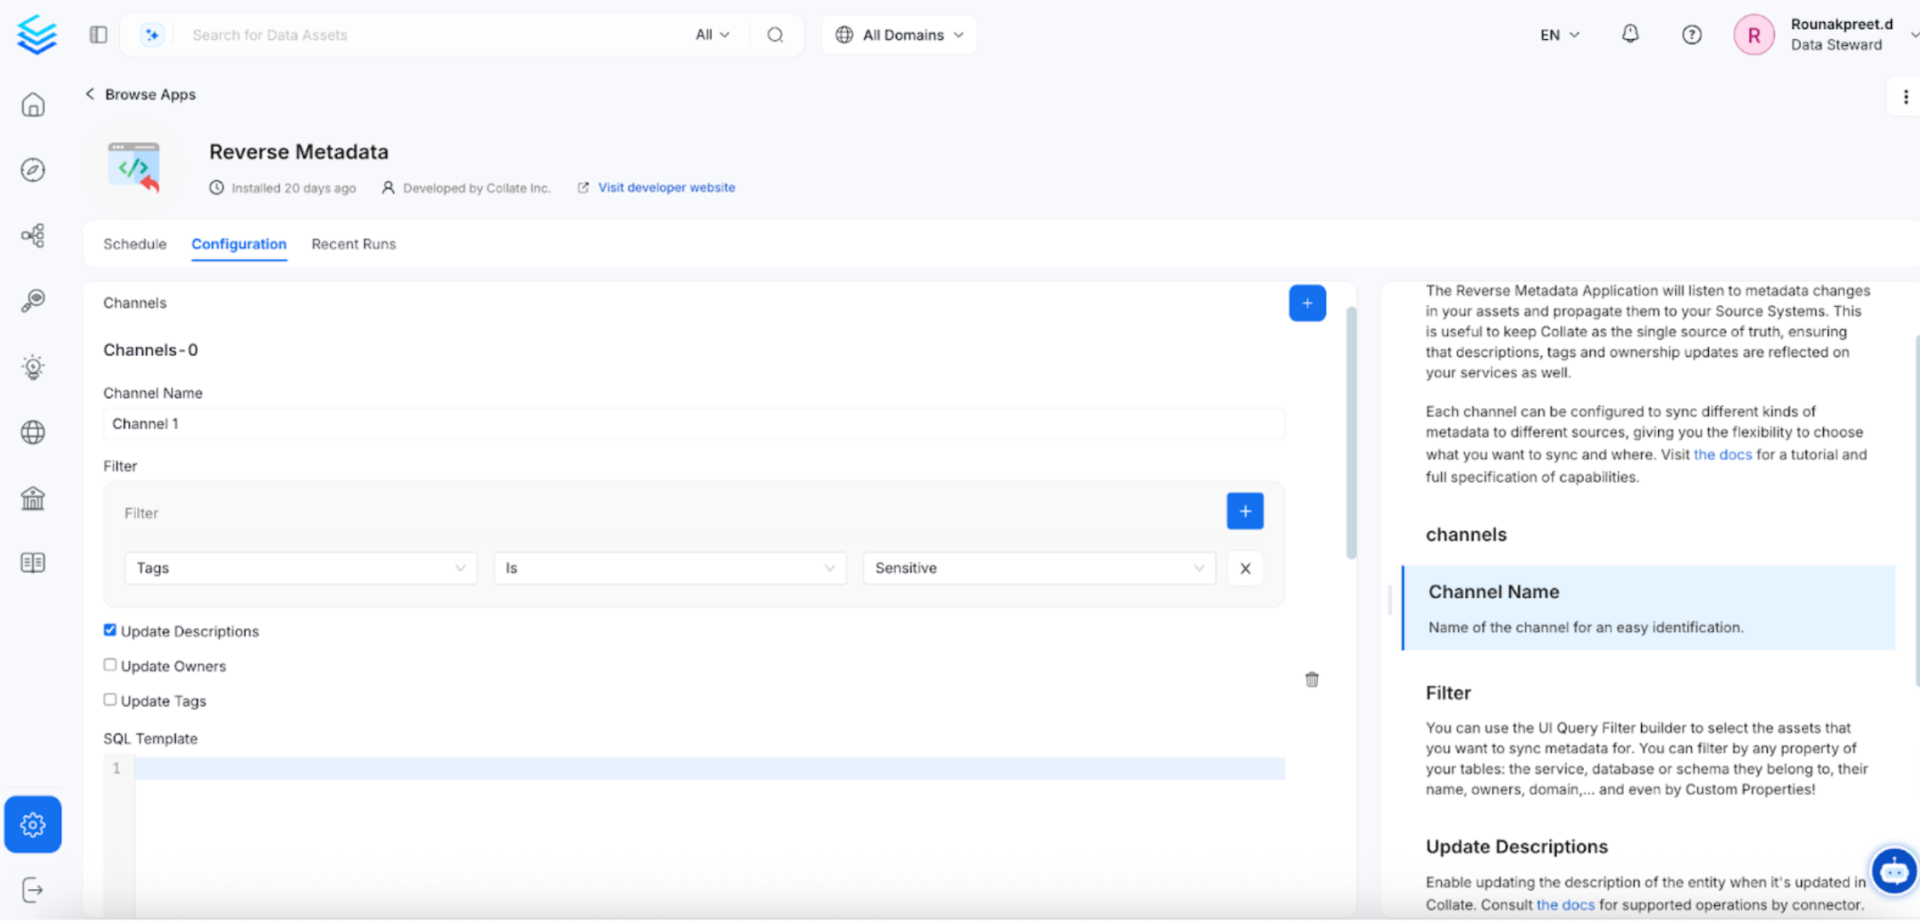 Search for Data Assets
All
All Domains
EN
R
Rounakpreet.d
Data Steward
Browse Apps
Reverse Metadata
Installed 20 days ago
Developed by Collate Inc.
Visit developer website
Schedule
Configuration
Recent Runs
Channels
Channels-0
Channel Name
Channel 1
Filter
Filter
Tags
Is
Sensitive
Update Descriptions
Update Owners
Update Tags
SQL Template
1
The Reverse Metadata Application will listen to metadata changes
in your assets and propagate them to your Source Systems. This
is useful to keep Collate as the single source of truth, ensuring
that descriptions, tags and ownership updates are reflected on
your services as well.
Each channel can be configured to sync different kinds of
metadata to different sources, giving you the flexibility to choose
what you want to sync and where. Visit the docs for a tutorial and
full specification of capabilities.
channels
Channel Name
Name of the channel for an easy identification.
Filter
You can use the UI Query Filter builder to select the assets that
you want to sync metadata for. You can filter by any property of
your tables: the service, database or schema they belong to, their
name, owners, domain,... and even by Custom Properties!
Update Descriptions
Enable updating the description of the entity when it's updated in
Collate. Consult the docs for supported operations by connector.